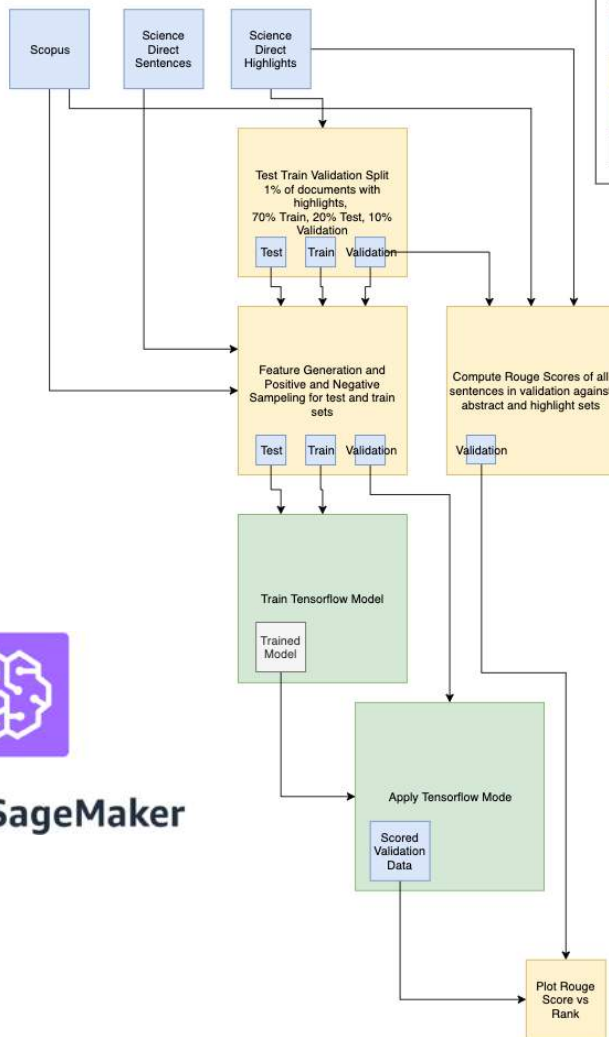 Scopus
Science
Direct
Sentences
Science
Direct
Highlights
Test Train Validation Split
1% of documents with
highlights,
70% Train, 20% Test, 10%
Validation
Test
Train
Validation
Feature Generation and
Positive and Negative
Sampeling for test and train
sets
Test
Train
Validation
Compute Rouge Scores of all
sentences in validation against
abstract and highlight sets
Validation
Train Tensorflow Model
Trained
Model
SageMaker
Apply Tensorflow Mode
Scored
Validation
Data
Plot Rouge
Score vs
Rank